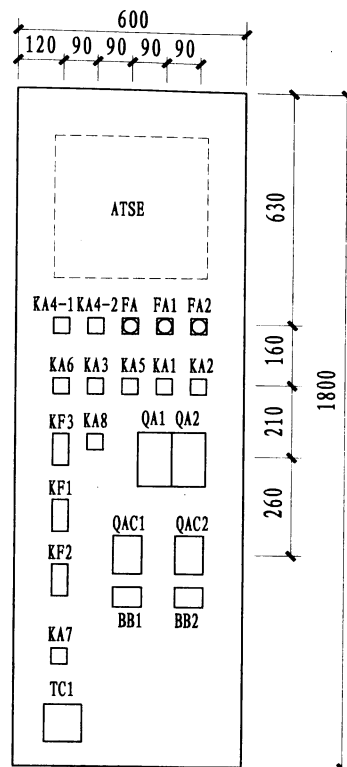 600
120 90 90 90 90
ATSE
630
KA4-1 KA4-2 FA FA1 FA2
160
KA6 KA3 KA5 KA1 KA2
1800
KF3 KA8 QA1 QA2
210
KF1
260
QAC1 QAC2
KF2
BB1 BB2
KA7
TC1